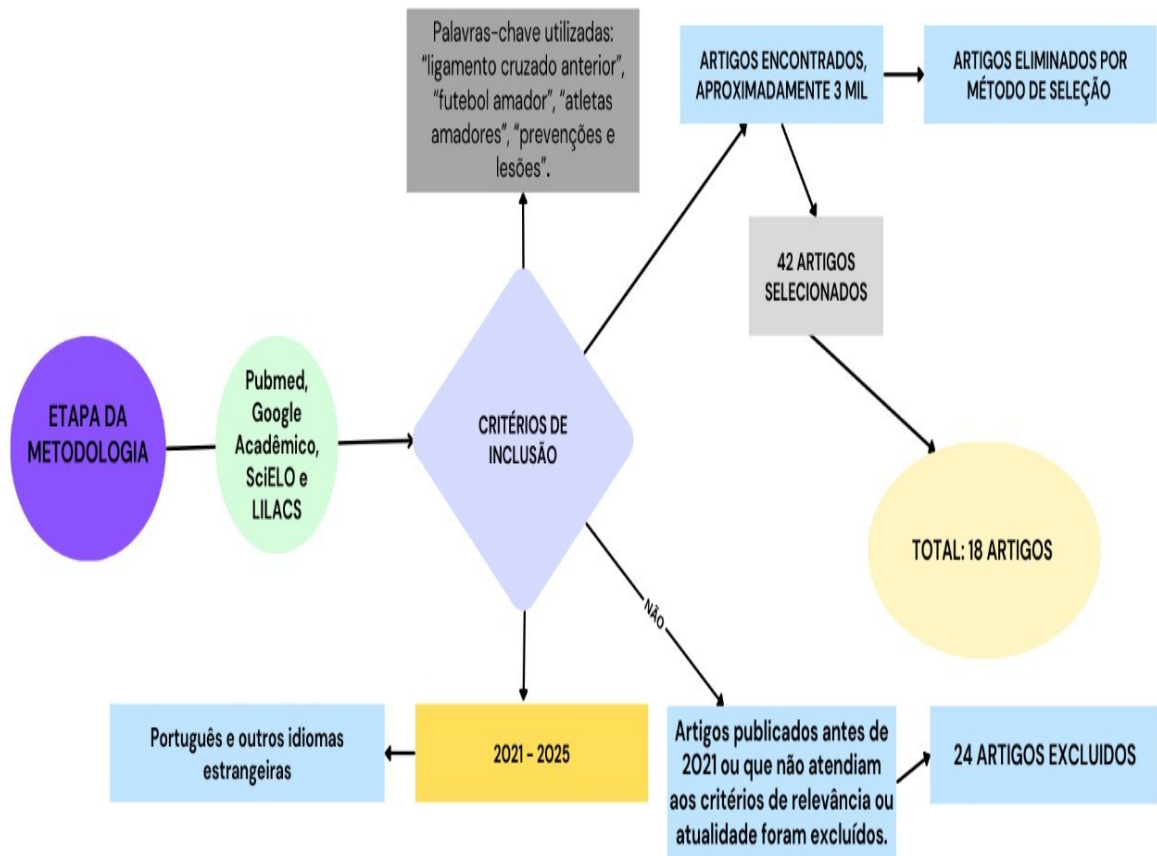 Palavras-chave utilizadas:
“ligamento cruzado anterior”,
“futebol amador”, “atletas
amadores”, “prevenções e
lesões”.
ARTIGOS ENCONTRADOS,
APROXIMADAMENTE 3 MIL
ARTIGOS ELIMINADOS POR
MÉTODO DE SELEÇÃO
42 ARTIGOS
SELECIONADOS
ETAPA DA
METODOLOGIA
Pubmed,
Google
Acadêmico,
SciELO e
LILACS
CRITÉRIOS DE
INCLUSÃO
TOTAL: 18 ARTIGOS
NÃO
Português e outros idiomas
estrangeiras
2021 - 2025
Artigos publicados antes de
2021 ou que não atendiam
aos critérios de relevância ou
atualidade foram excluídos.
24 ARTIGOS EXCLUIDOS